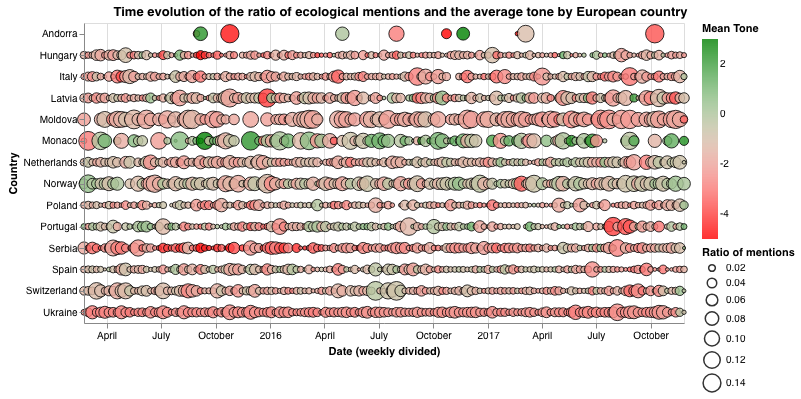 Time evolution of the ratio of ecological mentions and the average tone by European country
Mean Tone
2
0
-2
-4
Country
Andorra
Hungary
Italy
Latvia
Moldova
Monaco
Netherlands
Norway
Poland
Portugal
Serbia
Spain
Switzerland
Ukraine
April July October 2016 April July October 2017 April July October
Date (weekly divided)
Ratio of mentions
0.02
0.04
0.06
0.08
0.10
0.12
0.14